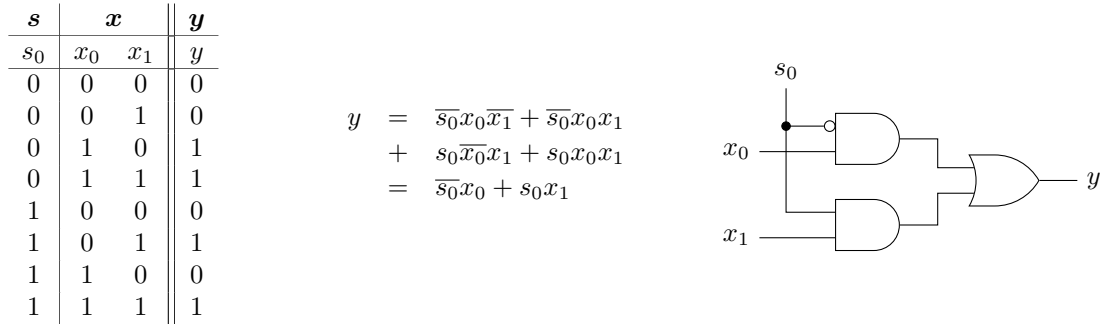 s x y
s₀ x₀ x₁ y
0 0 0 0
0 0 1 0
0 1 0 1
0 1 1 1
1 0 0 0
1 0 1 1
1 1 0 0
1 1 1 1
y = s̅₀x₀x̅₁ + s̅₀x₀x₁
+ s₀x̅₀x₁ + s₀x₀x₁
= s̅₀x₀ + s₀x₁
s₀
x₀
y
x₁